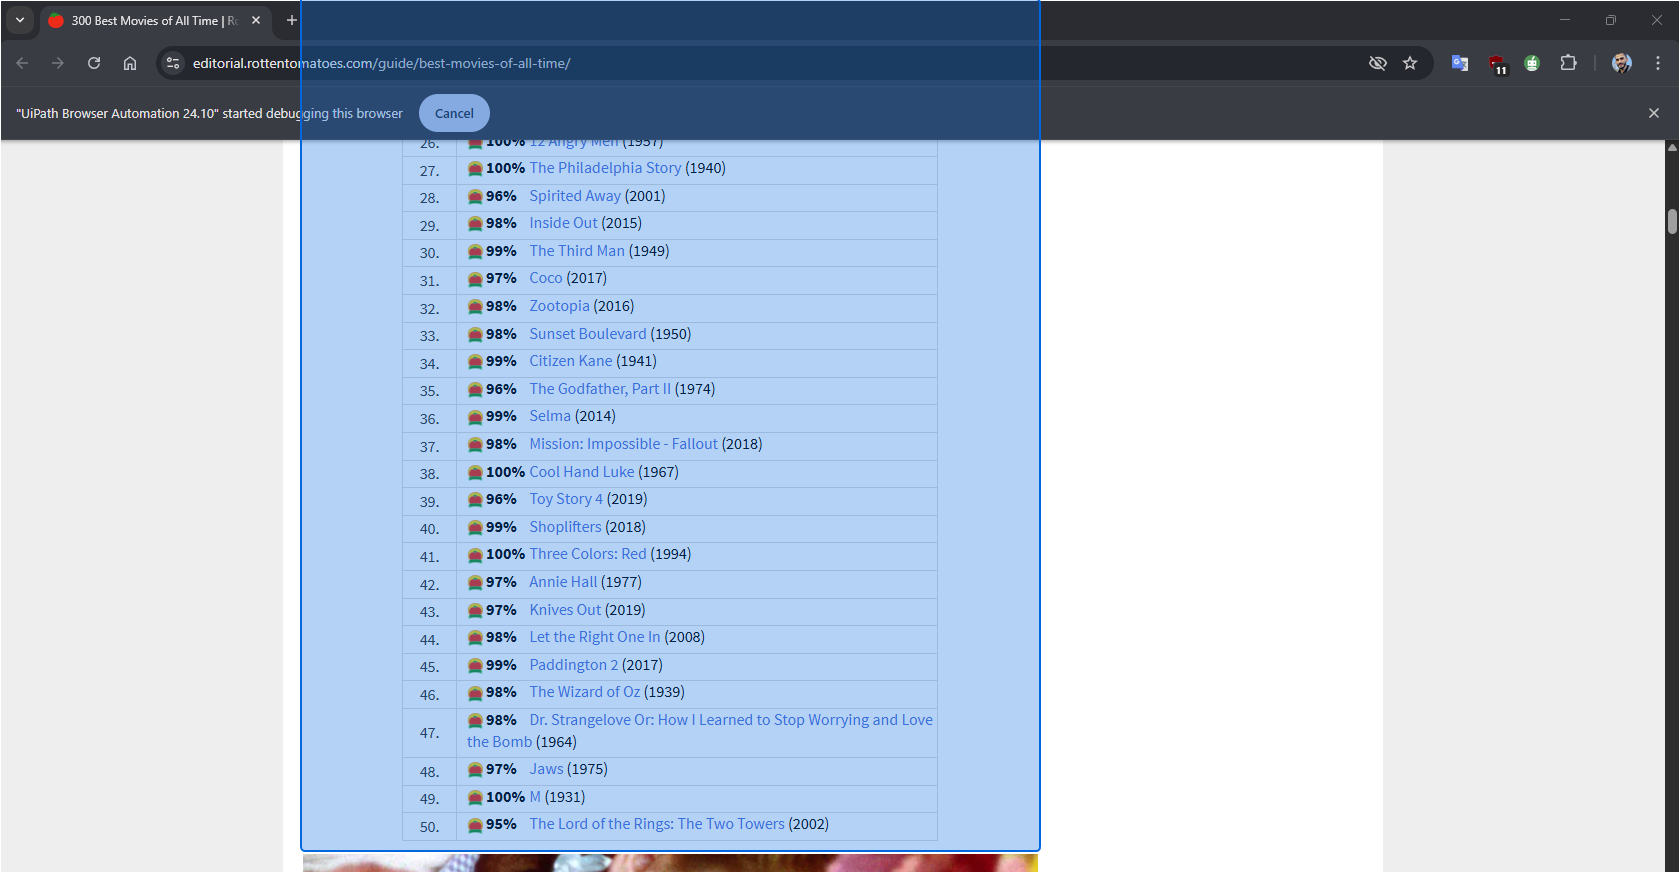 300 Best Movies of All Time | Ro
editorial.rottentomatoes.com/guide/best-movies-of-all-time/
11
"UiPath Browser Automation 24.10" started debugging this browser
Cancel
26. 100% 12 Angry Men (1957)
27. 100% The Philadelphia Story (1940)
28. 96% Spirited Away (2001)
29. 98% Inside Out (2015)
30. 99% The Third Man (1949)
31. 97% Coco (2017)
32. 98% Zootopia (2016)
33. 98% Sunset Boulevard (1950)
34. 99% Citizen Kane (1941)
35. 96% The Godfather, Part II (1974)
36. 99% Selma (2014)
37. 98% Mission: Impossible - Fallout (2018)
38. 100% Cool Hand Luke (1967)
39. 96% Toy Story 4 (2019)
40. 99% Shoplifters (2018)
41. 100% Three Colors: Red (1994)
42. 97% Annie Hall (1977)
43. 97% Knives Out (2019)
44. 98% Let the Right One In (2008)
45. 99% Paddington 2 (2017)
46. 98% The Wizard of Oz (1939)
47. 98% Dr. Strangelove Or: How I Learned to Stop Worrying and Love
the Bomb (1964)
48. 97% Jaws (1975)
49. 100% M (1931)
50. 95% The Lord of the Rings: The Two Towers (2002)